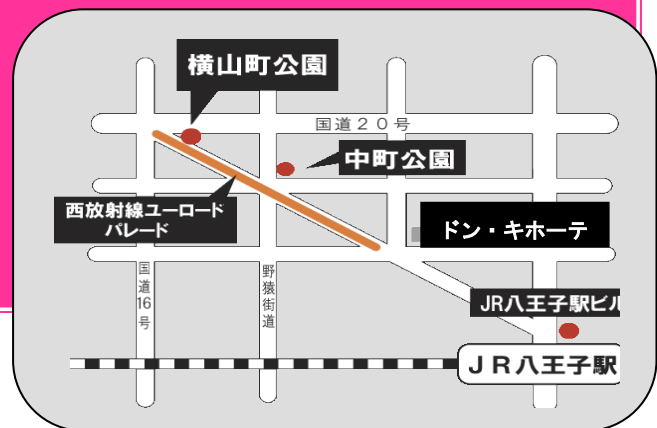 横山町公園
国道20号
中町公園
西放射線ユーロード
パレード
ドン・キホーテ
国道16号
野猿街道
JR八王子駅ビル
JR八王子駅